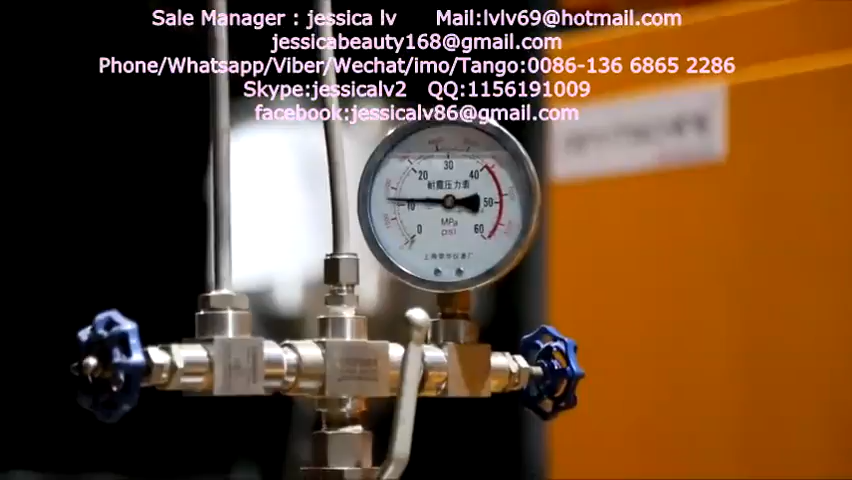 Sale Manager : jessica lv Mail:lvlv69@hotmail.com
jessicabeauty168@gmail.com
Phone/Whatsapp/Viber/Wechat/imo/Tango:0086-136 6865 2286
Skype:jessicalv2 QQ:1156191009
facebook:jessicalv86@gmail.com
30
20 40
耐震压力表
10 50
MPa
0 60